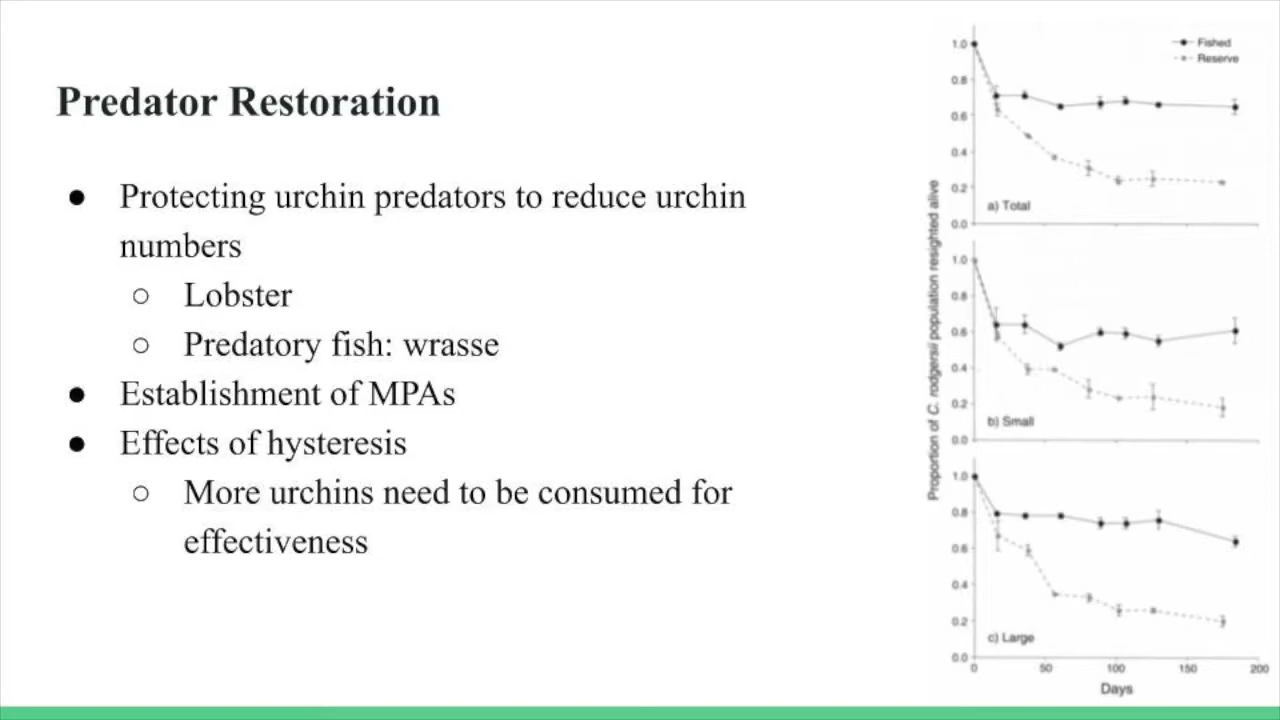 Predator Restoration
● Protecting urchin predators to reduce urchin
numbers
○ Lobster
○ Predatory fish: wrasse
● Establishment of MPAs
● Effects of hysteresis
○ More urchins need to be consumed for
effectiveness
Proportion of C. rodgersii population resighted alive
Fished
Reserve
1.0
0.8
0.6
0.4
0.2
0.0
a) Total
1.0
0.8
0.6
0.4
0.2
0.0
b) Small
1.0
0.8
0.6
0.4
0.2
0.0
c) Large
0 50 100 150 200
Days